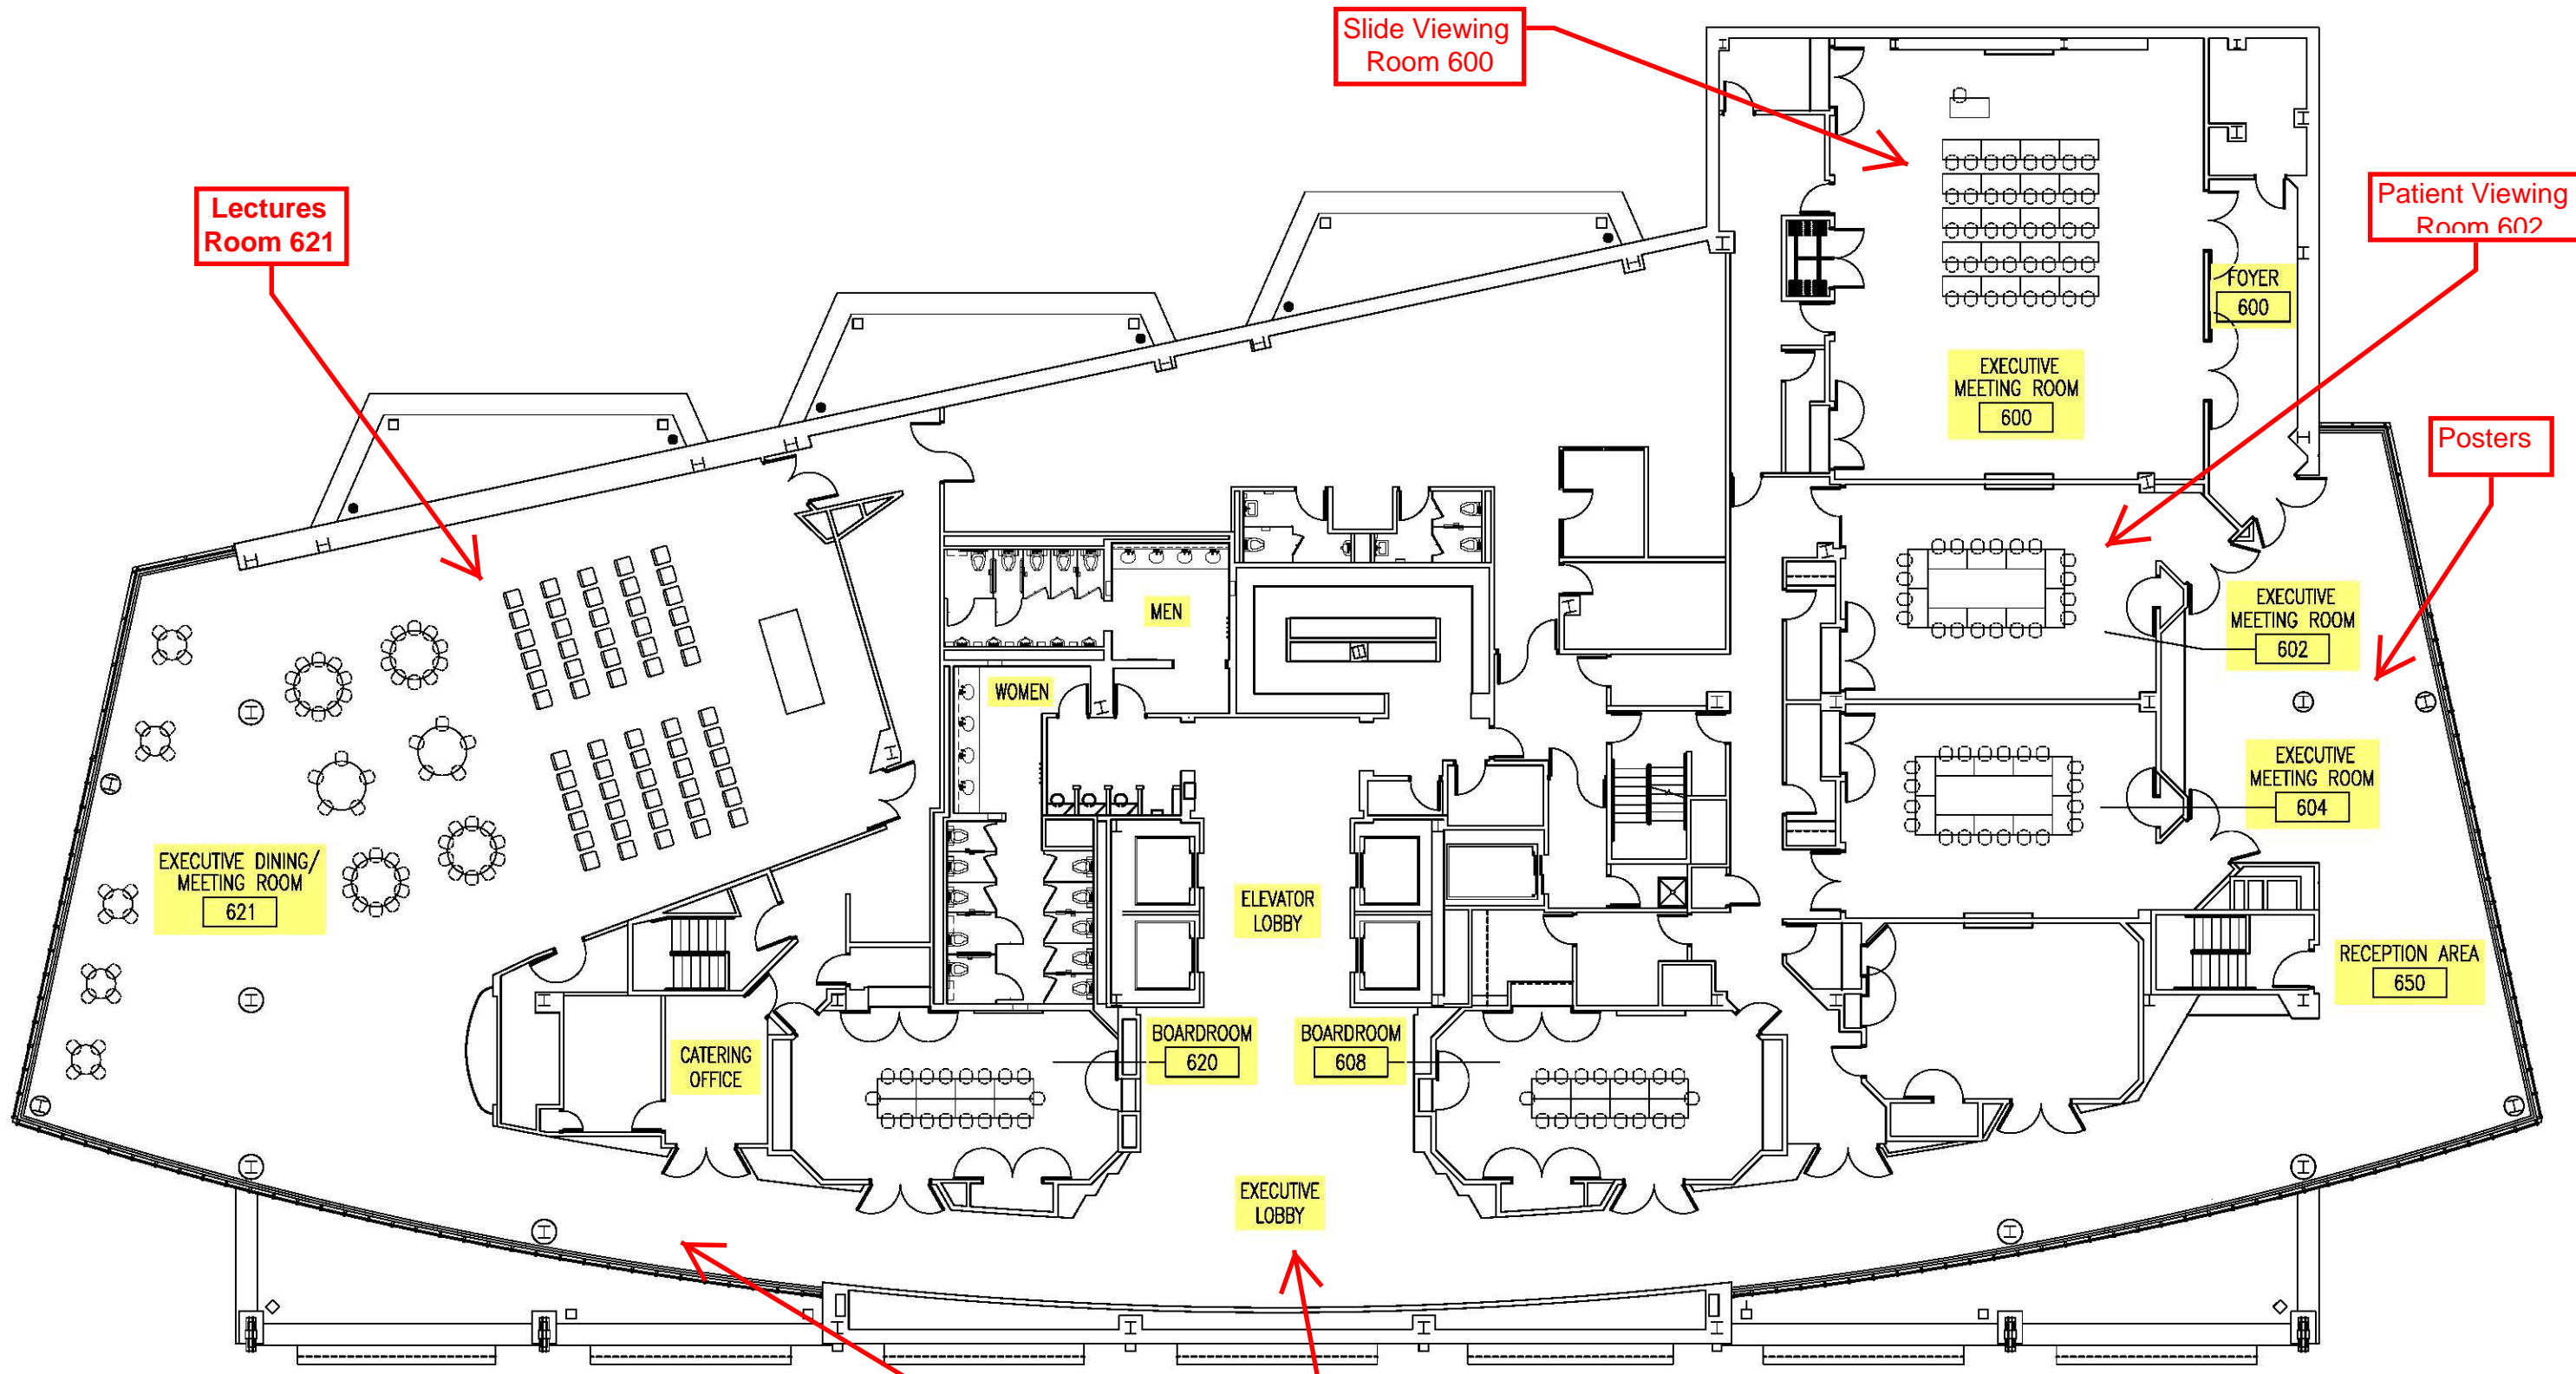 Slide Viewing
Room 600
Lectures
Room 621
Patient Viewing
Room 602
FOYER
600
EXECUTIVE
MEETING ROOM
600
Posters
EXECUTIVE
MEETING ROOM
602
MEN
WOMEN
EXECUTIVE
MEETING ROOM
604
EXECUTIVE DINING/
MEETING ROOM
621
ELEVATOR
LOBBY
RECEPTION AREA
650
CATERING
OFFICE
BOARDROOM
620
BOARDROOM
608
EXECUTIVE
LOBBY